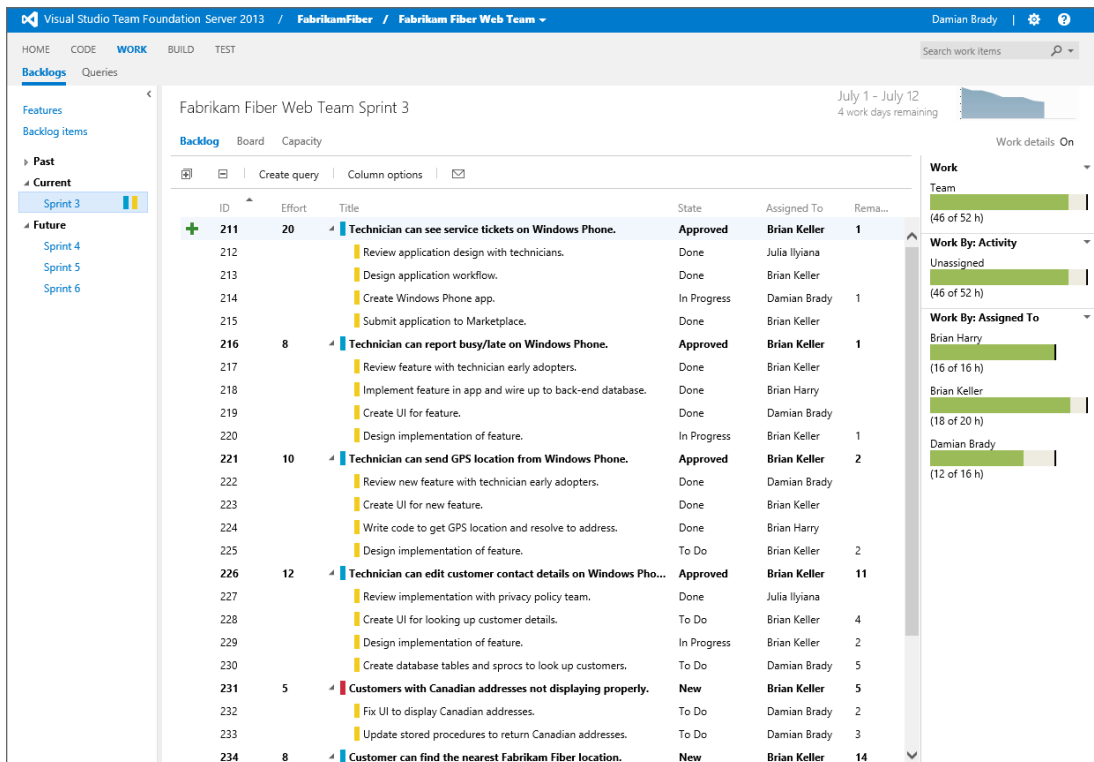 Visual Studio Team Foundation Server 2013 / FabrikamFiber / Fabrikam Fiber Web Team Damian Brady | ?
HOME CODE WORK BUILD TEST Search work items
Backlogs Queries
Features
Backlog items
Past
Current
Sprint 3
Future
Sprint 4
Sprint 5
Sprint 6
Fabrikam Fiber Web Team Sprint 3
July 1 - July 12
4 work days remaining
Backlog Board Capacity Work details On
Create query Column options
ID Effort Title State Assigned To Rema...
211 20 Technician can see service tickets on Windows Phone. Approved Brian Keller 1
212 Review application design with technicians. Done Julia Ilyiana
213 Design application workflow. Done Brian Keller
214 Create Windows Phone app. In Progress Damian Brady 1
215 Submit application to Marketplace. Done Brian Keller
216 8 Technician can report busy/late on Windows Phone. Approved Brian Keller 1
217 Review feature with technician early adopters. Done Brian Keller
218 Implement feature in app and wire up to back-end database. Done Brian Harry
219 Create UI for feature. Done Damian Brady
220 Design implementation of feature. In Progress Brian Keller 1
221 10 Technician can send GPS location from Windows Phone. Approved Brian Keller 2
222 Review new feature with technician early adopters. Done Damian Brady
223 Create UI for new feature. Done Brian Keller
224 Write code to get GPS location and resolve to address. Done Brian Harry
225 Design implementation of feature. To Do Brian Keller 2
226 12 Technician can edit customer contact details on Windows Pho... Approved Brian Keller 11
227 Review implementation with privacy policy team. Done Julia Ilyiana
228 Create UI for looking up customer details. To Do Brian Keller 4
229 Design implementation of feature. In Progress Brian Keller 2
230 Create database tables and sprocs to look up customers. To Do Damian Brady 5
231 5 Customers with Canadian addresses not displaying properly. New Brian Keller 5
232 Fix UI to display Canadian addresses. To Do Damian Brady 2
233 Update stored procedures to return Canadian addresses. To Do Damian Brady 3
234 8 Customer can find the nearest Fabrikam Fiber location. New Brian Keller 14
Work
Team
(46 of 52 h)
Work By: Activity
Unassigned
(46 of 52 h)
Work By: Assigned To
Brian Harry
(16 of 16 h)
Brian Keller
(18 of 20 h)
Damian Brady
(12 of 16 h)